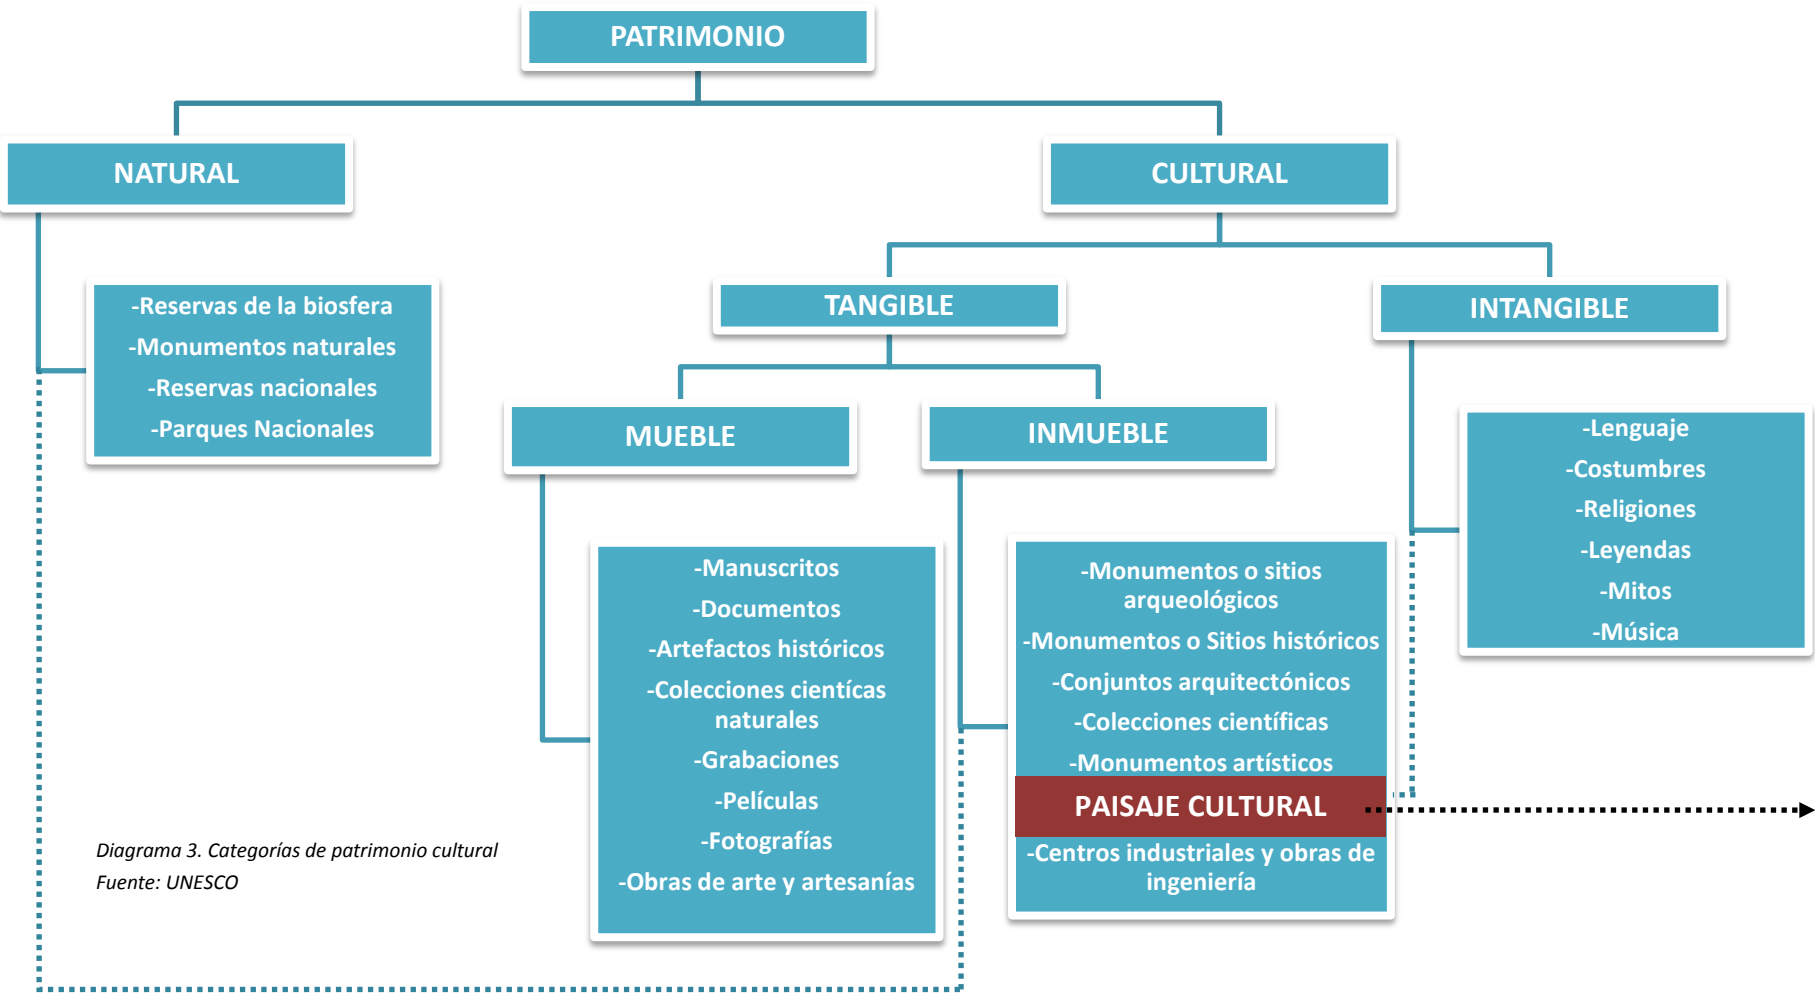 PATRIMONIO
NATURAL
CULTURAL
-Reservas de la biosfera
-Monumentos naturales
-Reservas nacionales
-Parques Nacionales
TANGIBLE
INTANGIBLE
MUEBLE
INMUEBLE
-Lenguaje
-Costumbres
-Religiones
-Leyendas
-Mitos
-Música
-Manuscritos
-Documentos
-Artefactos históricos
-Colecciones cientícas
naturales
-Grabaciones
-Películas
-Fotografías
-Obras de arte y artesanías
-Monumentos o sitios
arqueológicos
-Monumentos o Sitios históricos
-Conjuntos arquitectónicos
-Colecciones científicas
-Monumentos artísticos
PAISAJE CULTURAL
-Centros industriales y obras de
ingeniería
Diagrama 3. Categorías de patrimonio cultural
Fuente: UNESCO